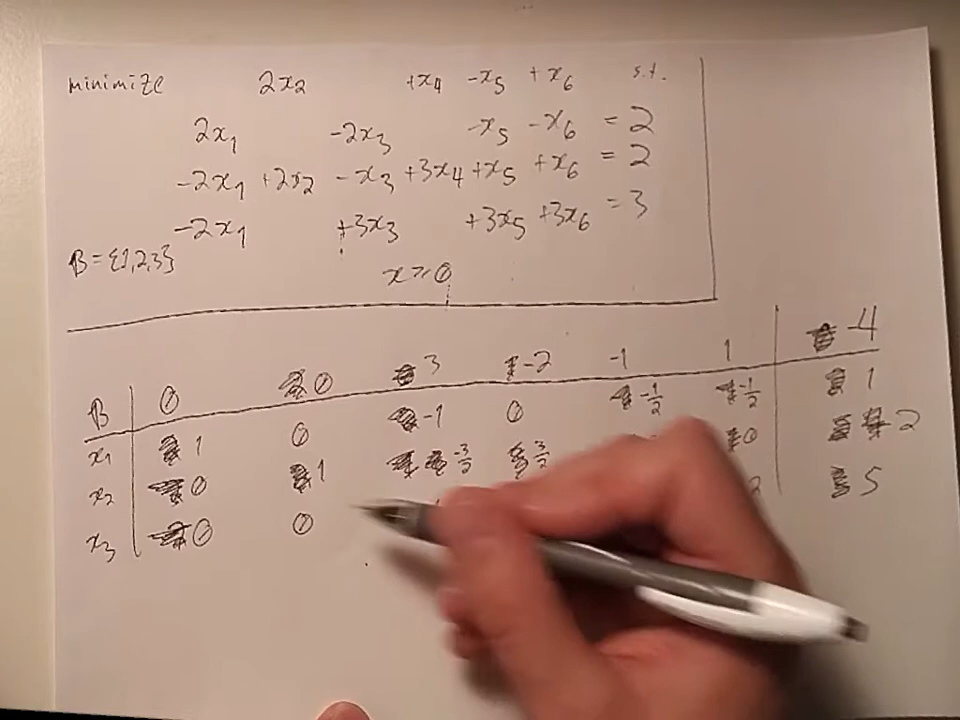 minimize 2x₂ +x₄ -x₅ +x₆ s.t.
2x₁ -2x₃ -x₅ -x₆ = 2
-2x₁ +2x₂ -x₃ +3x₄ +x₅ +x₆ = 2
-2x₁ +3x₃ +3x₅ +3x₆ = 3
B = {1,2,3}
x ≥ 0
B 0 0 3 -2 -1 1 -4
x₁ 1 0 -1 0 -1/2 -1/2 1
x₂ 0 1 -3/2 3/2 0 2
x₃ 0 0 2 5